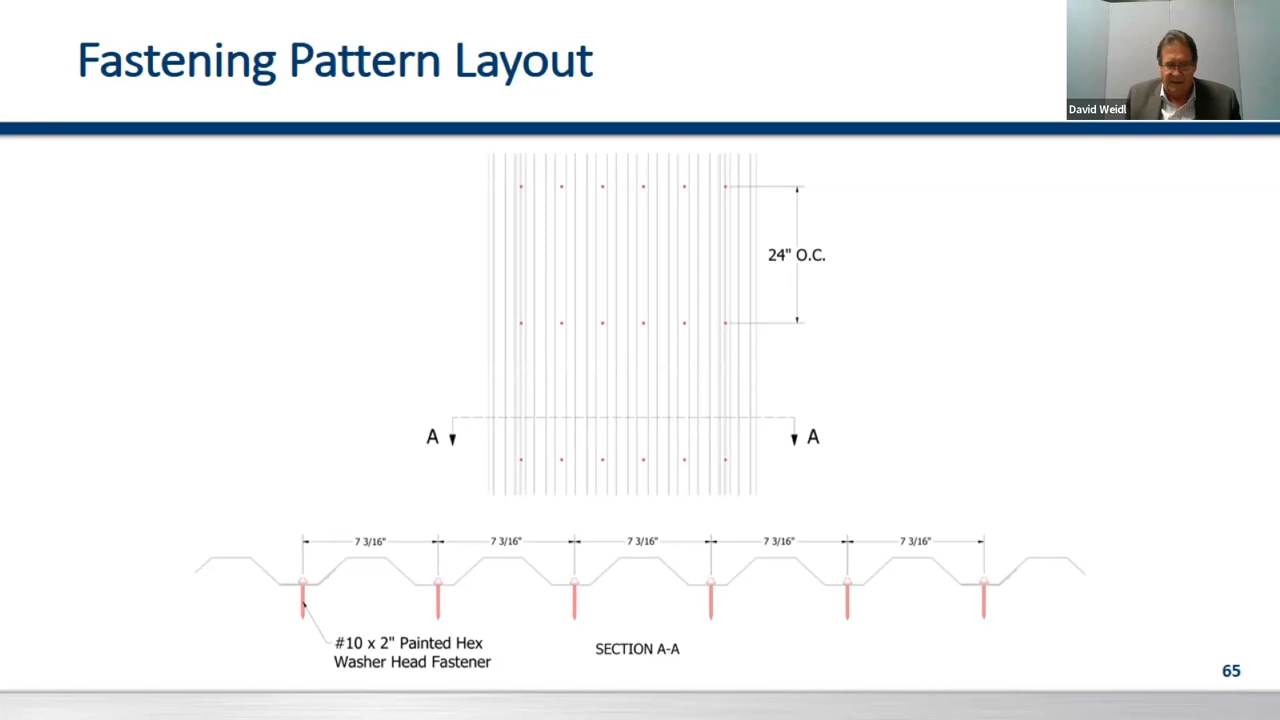 Fastening Pattern Layout
David Weidl
24" O.C.
A
A
7 3/16"
7 3/16"
7 3/16"
7 3/16"
7 3/16"
#10 x 2" Painted Hex
Washer Head Fastener
SECTION A-A
65